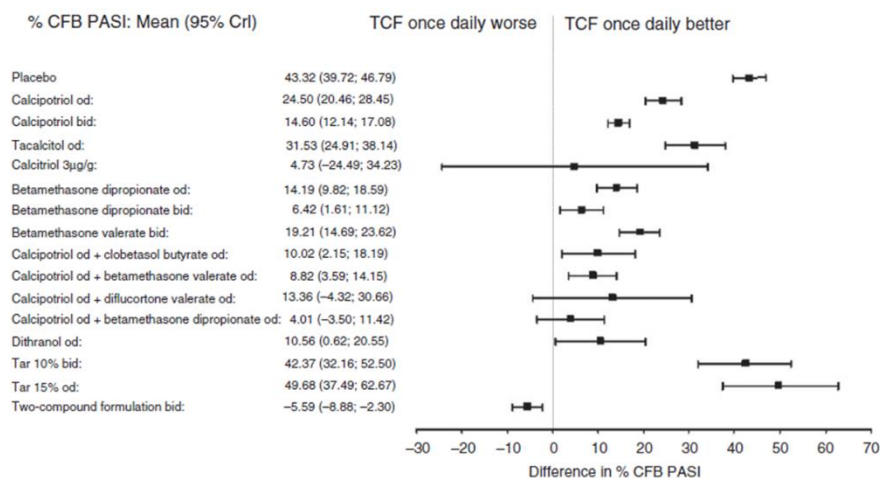 % CFB PASI: Mean (95% CrI) TCF once daily worse TCF once daily better
Placebo 43.32 (39.72; 46.79)
Calcipotriol od: 24.50 (20.46; 28.45)
Calcipotriol bid: 14.60 (12.14; 17.08)
Tacalcitol od: 31.53 (24.91; 38.14)
Calcitriol 3µg/g: 4.73 (−24.49; 34.23)
Betamethasone dipropionate od: 14.19 (9.82; 18.59)
Betamethasone dipropionate bid: 6.42 (1.61; 11.12)
Betamethasone valerate bid: 19.21 (14.69; 23.62)
Calcipotriol od + clobetasol butyrate od: 10.02 (2.15; 18.19)
Calcipotriol od + betamethasone valerate od: 8.82 (3.59; 14.15)
Calcipotriol od + diflucortone valerate od: 13.36 (−4.32; 30.66)
Calcipotriol od + betamethasone dipropionate od: 4.01 (−3.50; 11.42)
Dithranol od: 10.56 (0.62; 20.55)
Tar 10% bid: 42.37 (32.16; 52.50)
Tar 15% od: 49.68 (37.49; 62.67)
Two-compound formulation bid: −5.59 (−8.88; −2.30)
−30 −20 −10 0 10 20 30 40 50 60 70
Difference in % CFB PASI